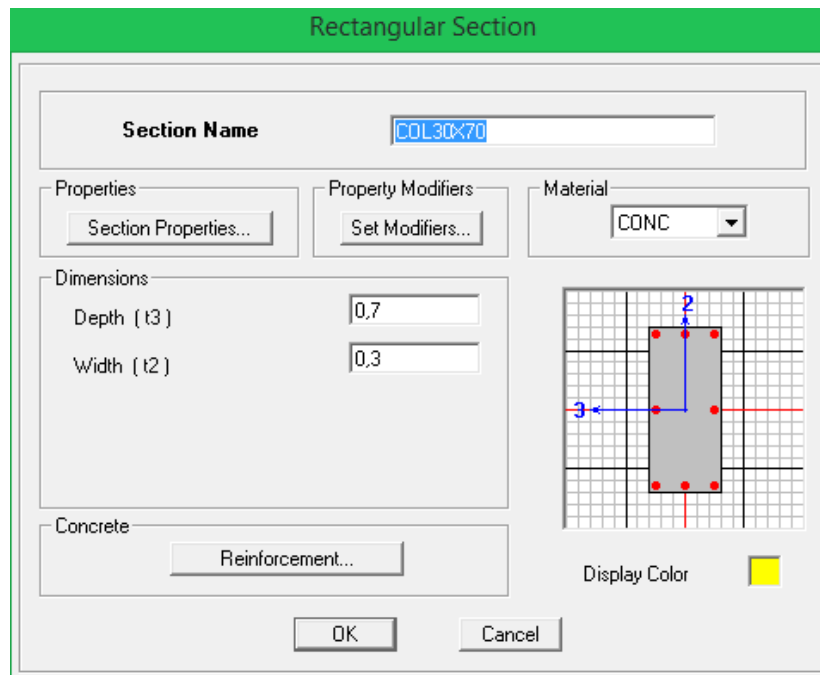 Rectangular Section
Section Name COL30X70
Properties Property Modifiers Material
Section Properties... Set Modifiers... CONC
Dimensions
Depth ( t3 ) 0,7
Width ( t2 ) 0,3
2
3
Concrete
Reinforcement...
Display Color
OK Cancel